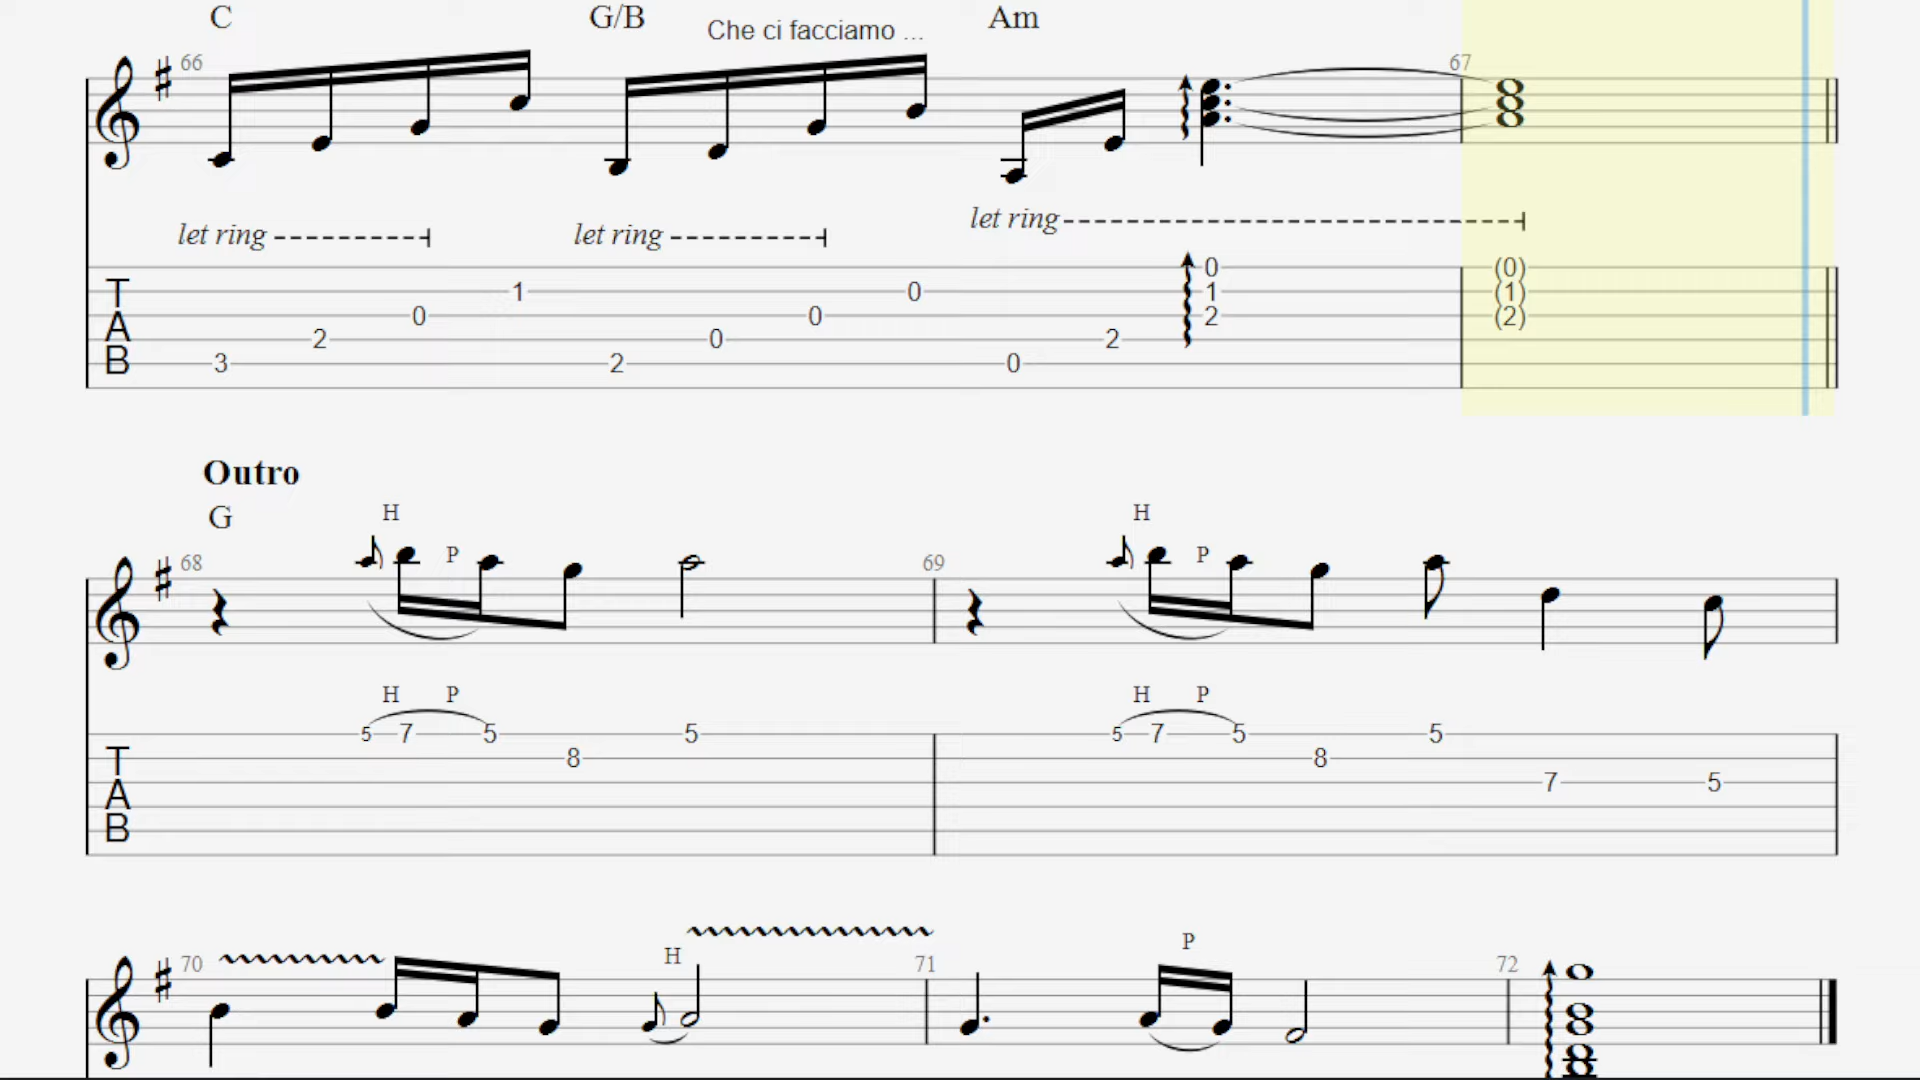 C G/B Che ci facciamo ... Am
66 67
let ring let ring let ring
0 (0)
T 1 0 1 (1)
A 0 0 2 (2)
2 0 2
B 3 2 0
Outro
G H H
68 P 69 P
H P H P
5 7 5 5 5 7 5 5
T 8 8
A 7 5
B
70 H 71 P 72